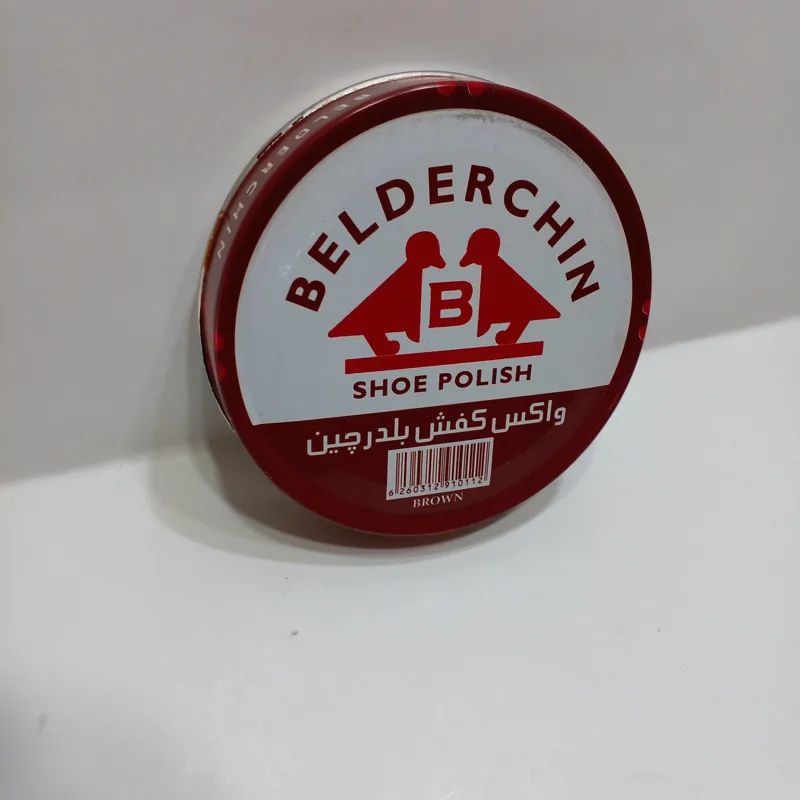 BELDERCHIN
B
SHOE POLISH
واکس کفش بلدرچین
6 260312 910112
BROWN
BELDERCHIN